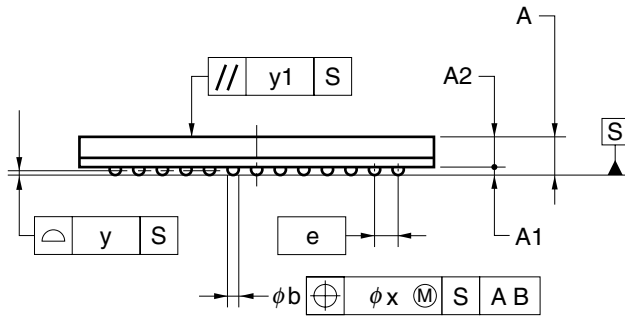 A
// y1 S
A2
S
⌓ y S
e
A1
ϕb ⌖ ϕx Ⓜ S A B